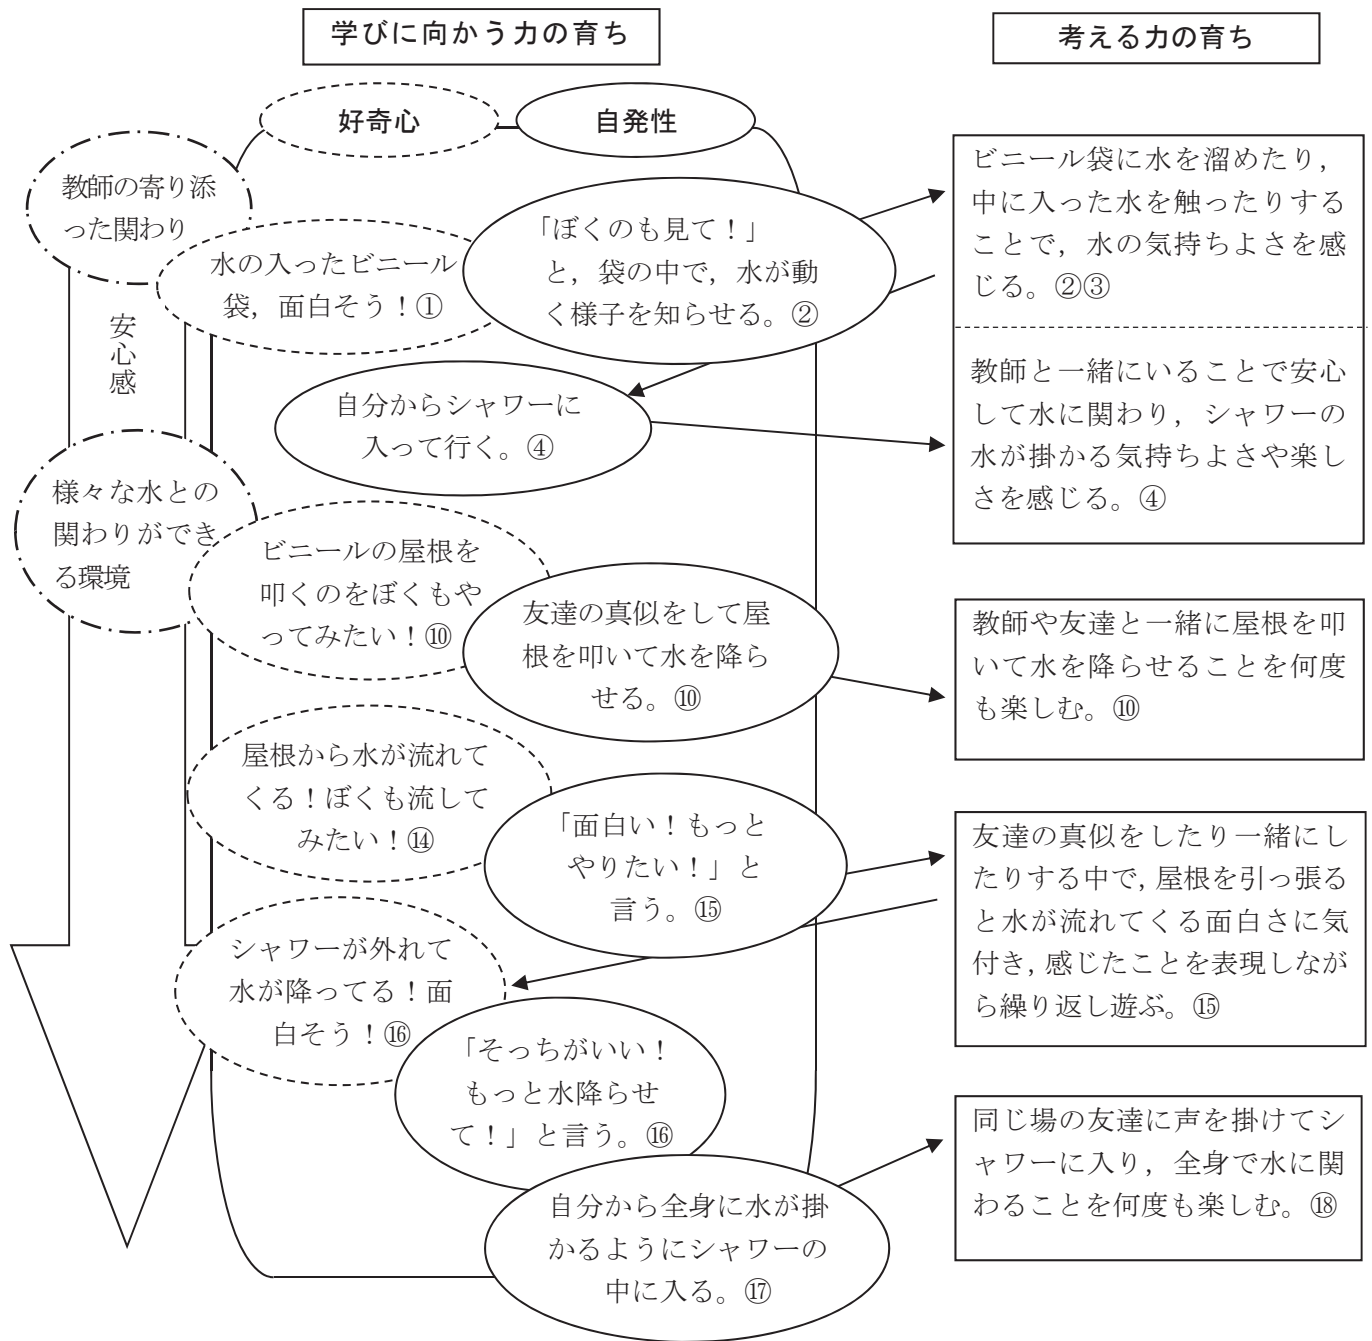 学びに向かう力の育ち
考える力の育ち
好奇心
自発性
教師の寄り添
った関わり
安心感
様々な水との
関わりができ
る環境
水の入ったビニール
袋，面白そう！①
「ぼくのも見て！」
と，袋の中で，水が動
く様子を知らせる。②
自分からシャワーに
入って行く。④
ビニールの屋根を
叩くのをぼくもや
ってみたい！⑩
友達の真似をして屋
根を叩いて水を降ら
せる。⑩
屋根から水が流れて
くる！ぼくも流して
みたい！⑭
「面白い！もっと
やりたい！」と
言う。⑮
シャワーが外れて
水が降ってる！面
白そう！⑯
「そっちがいい！
もっと水降らせ
て！」と言う。⑯
自分から全身に水が掛
かるようにシャワーの
中に入る。⑰
ビニール袋に水を溜めたり，
中に入った水を触ったりする
ことで，水の気持ちよさを感
じる。②③
教師と一緒にいることで安心
して水に関わり，シャワーの
水が掛かる気持ちよさや楽し
さを感じる。④
教師や友達と一緒に屋根を叩
いて水を降らせることを何度
も楽しむ。⑩
友達の真似をしたり一緒にし
たりする中で，屋根を引っ張る
と水が流れてくる面白さに気
付き，感じたことを表現しなが
ら繰り返し遊ぶ。⑮
同じ場の友達に声を掛けてシ
ャワーに入り，全身で水に関
わることを何度も楽しむ。⑱